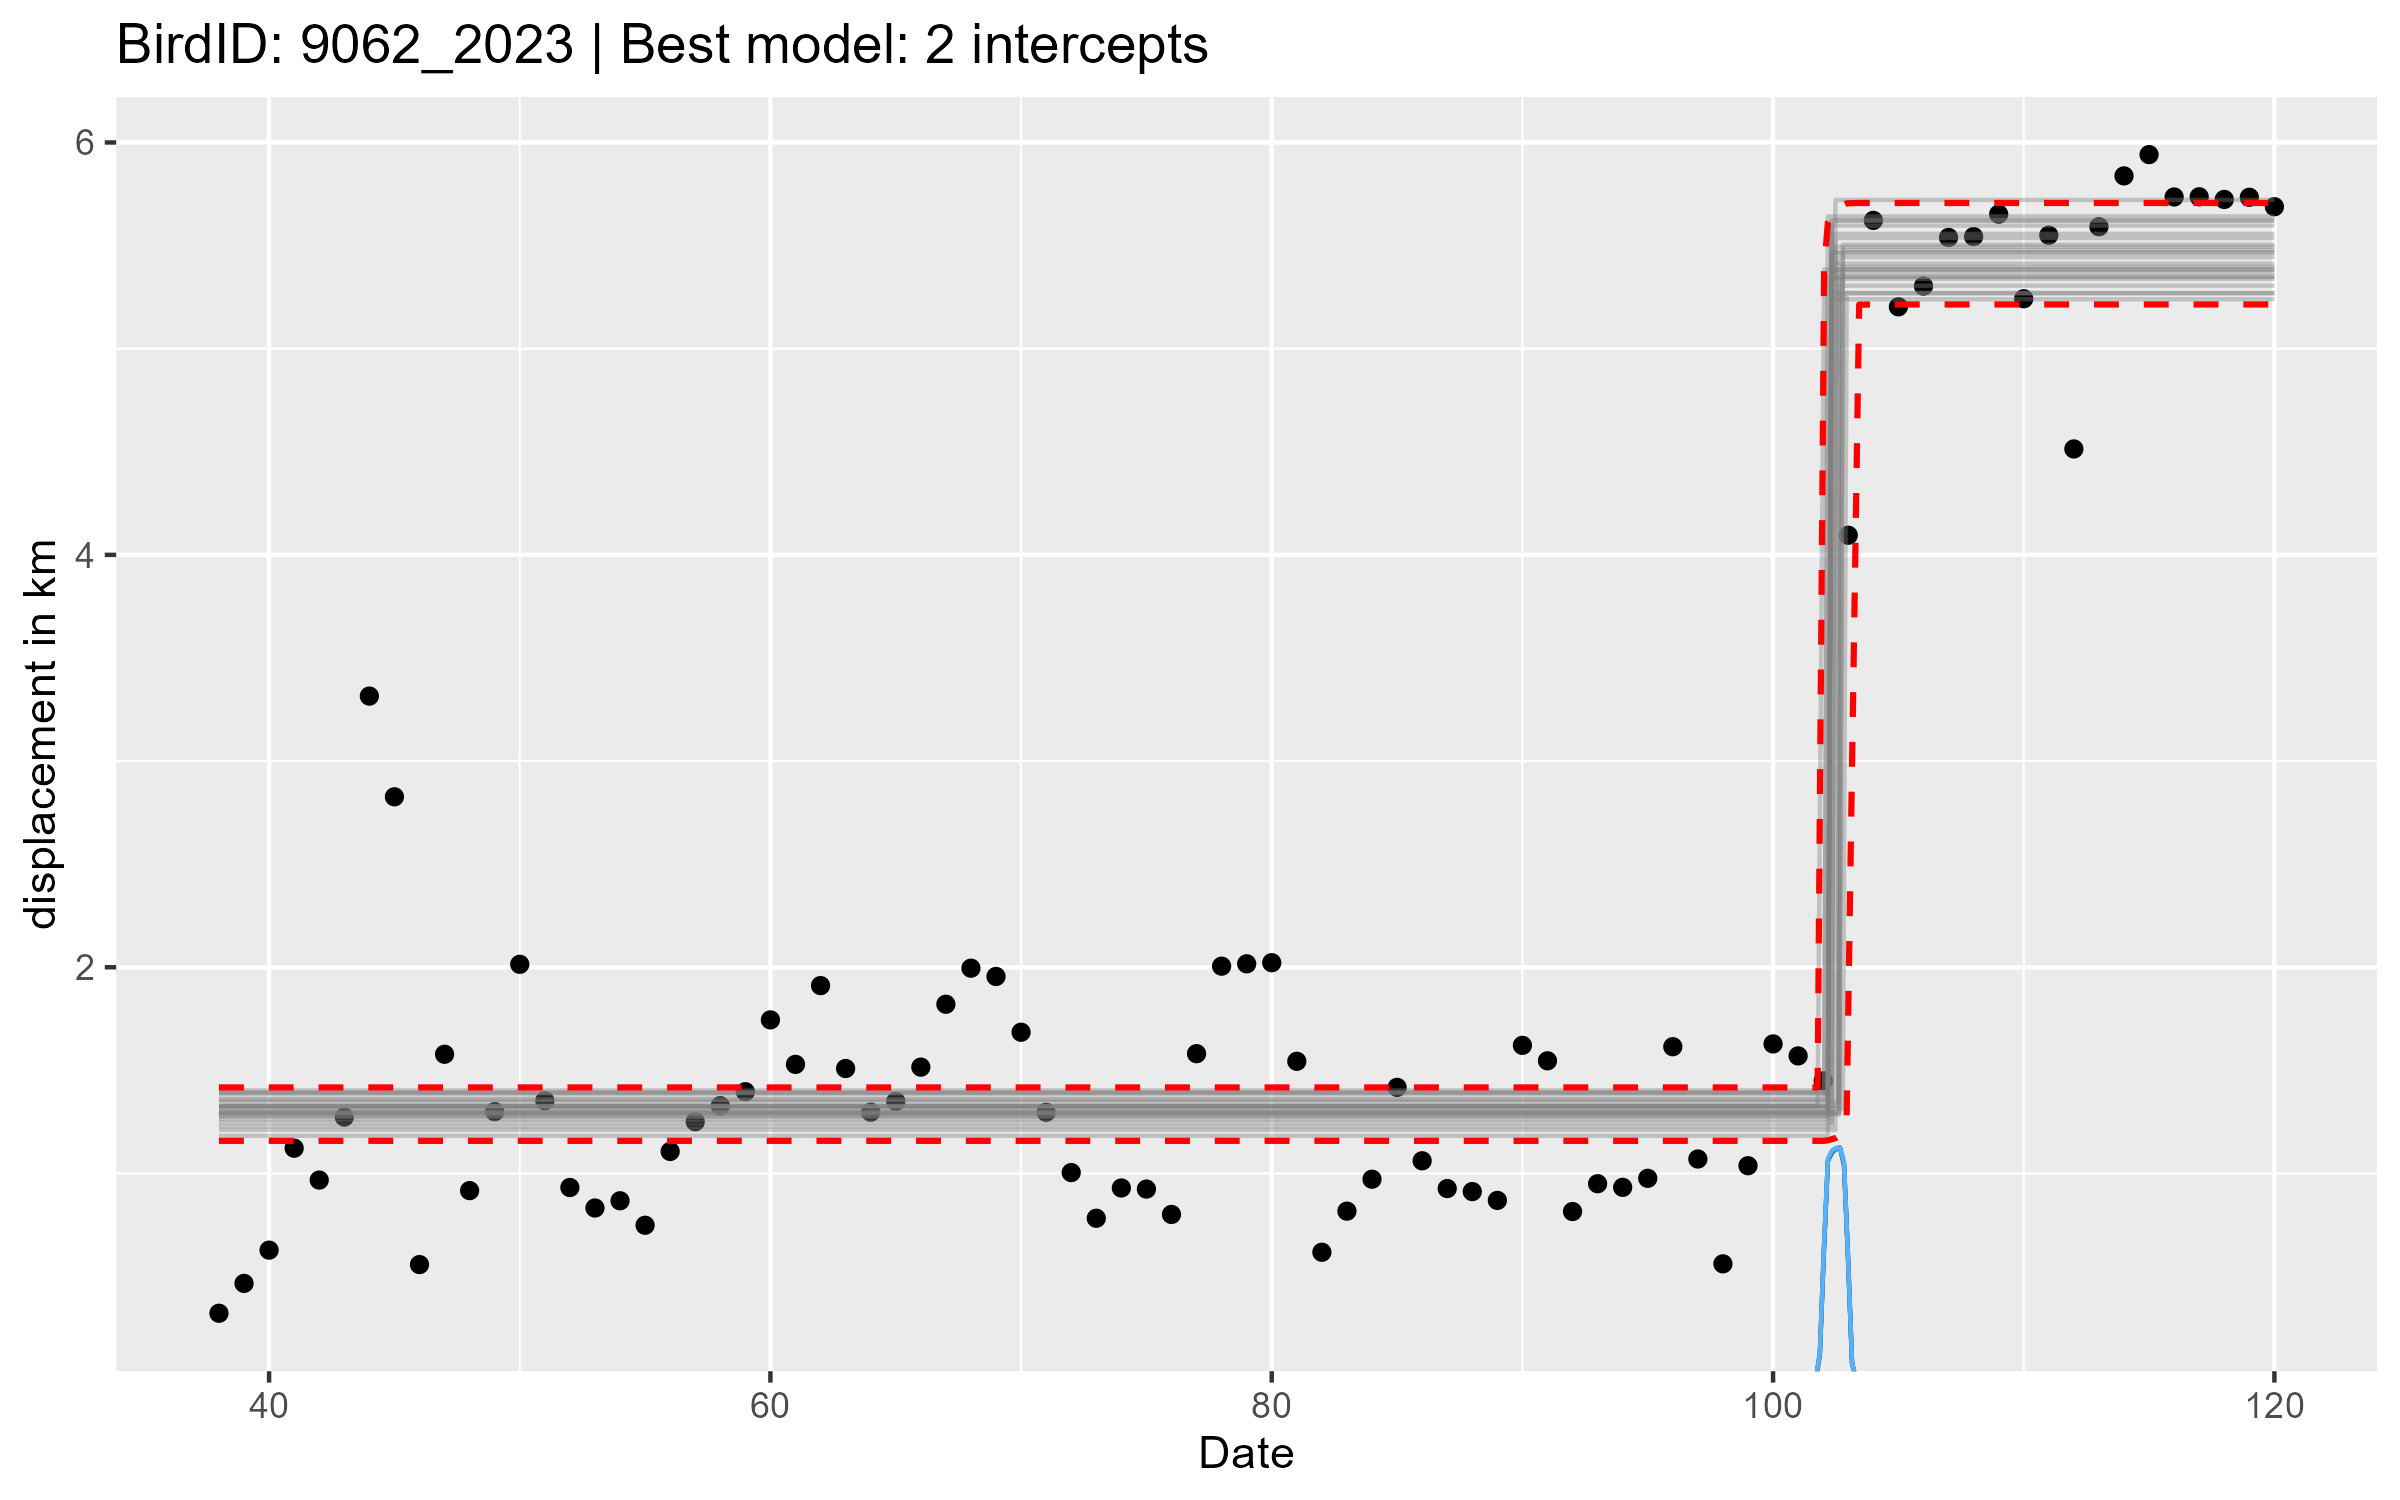 BirdID: 9062_2023 | Best model: 2 intercepts
displacement in km
6
4
2
40 60 80 100 120
Date